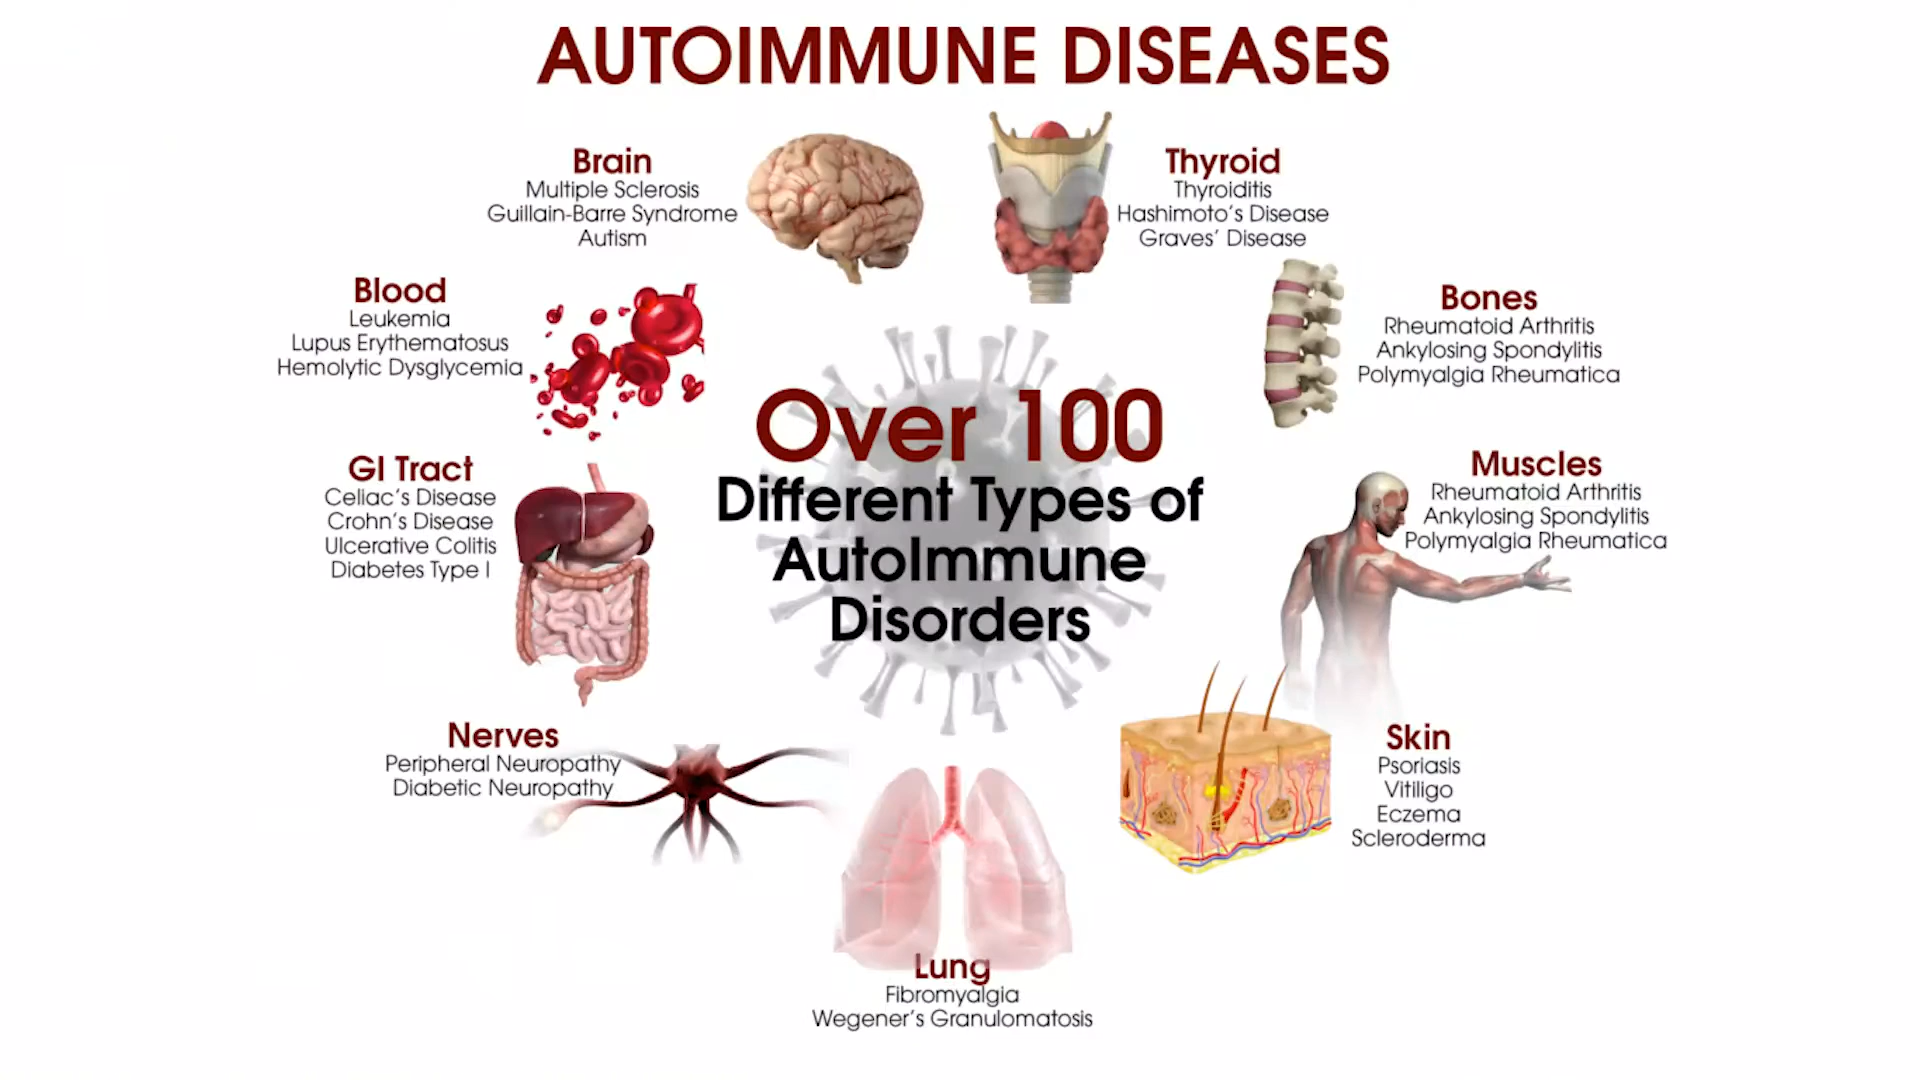 AUTOIMMUNE DISEASES
Brain
Multiple Sclerosis
Guillain-Barre Syndrome
Autism
Thyroid
Thyroiditis
Hashimoto's Disease
Graves' Disease
Blood
Leukemia
Lupus Erythematosus
Hemolytic Dysglycemia
Bones
Rheumatoid Arthritis
Ankylosing Spondylitis
Polymyalgia Rheumatica
Over 100
Different Types of
AutoImmune
Disorders
GI Tract
Celiac's Disease
Crohn's Disease
Ulcerative Colitis
Diabetes Type I
Muscles
Rheumatoid Arthritis
Ankylosing Spondylitis
Polymyalgia Rheumatica
Nerves
Peripheral Neuropathy
Diabetic Neuropathy
Skin
Psoriasis
Vitiligo
Eczema
Scleroderma
Lung
Fibromyalgia
Wegener's Granulomatosis